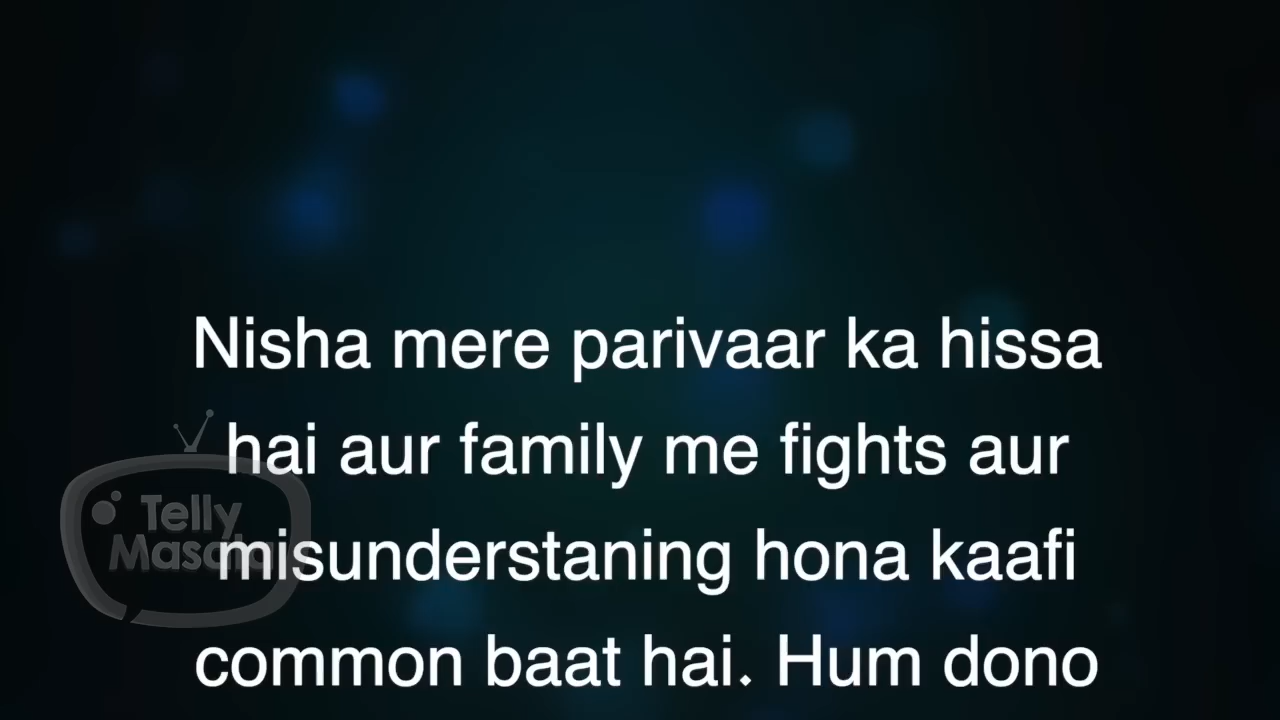 Nisha mere parivaar ka hissa
hai aur family me fights aur
misunderstaning hona kaafi
common baat hai. Hum dono
Telly
Masala